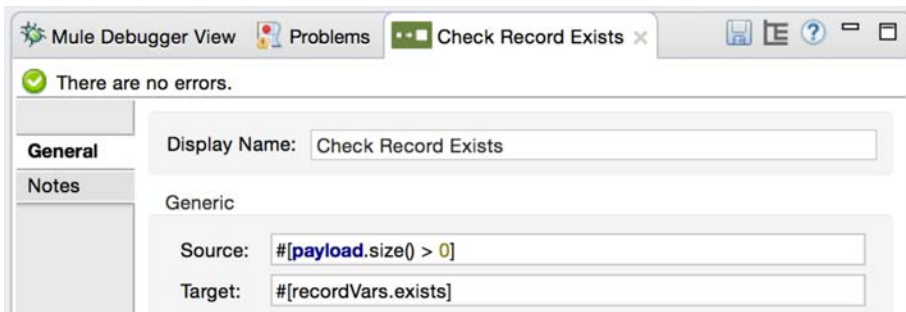 Mule Debugger View Problems Check Record Exists
There are no errors.
General
Display Name: Check Record Exists
Notes
Generic
Source: #[payload.size() > 0]
Target: #[recordVars.exists]